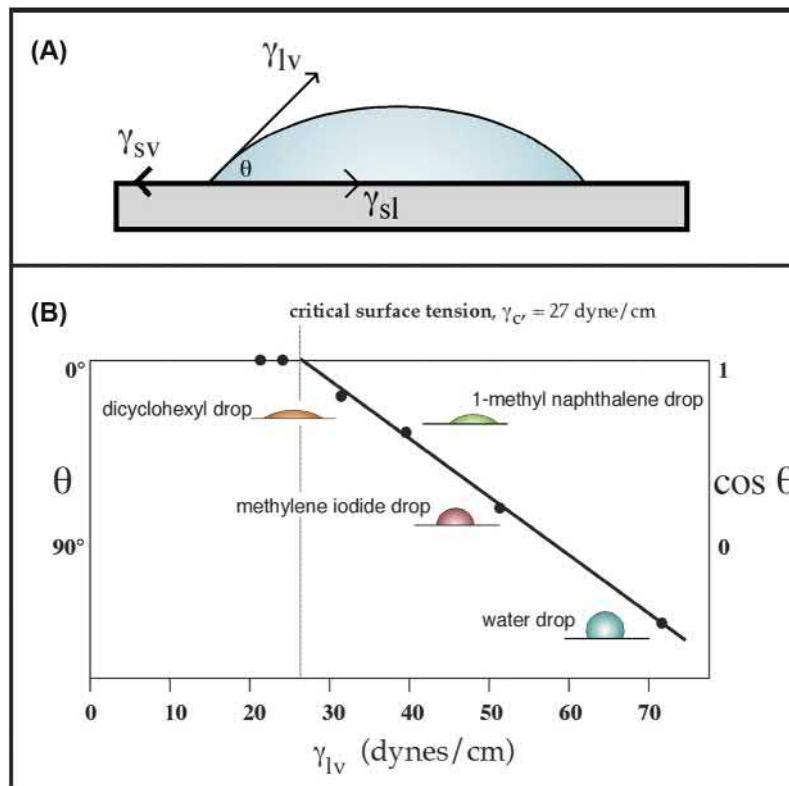 (A)
γlv
γsv
θ
γsl
(B)
critical surface tension, γc' = 27 dyne/cm
0°
1
dicyclohexyl drop
1-methyl naphthalene drop
θ
cos θ
methylene iodide drop
90°
0
water drop
0 10 20 30 40 50 60 70
γlv (dynes/cm)